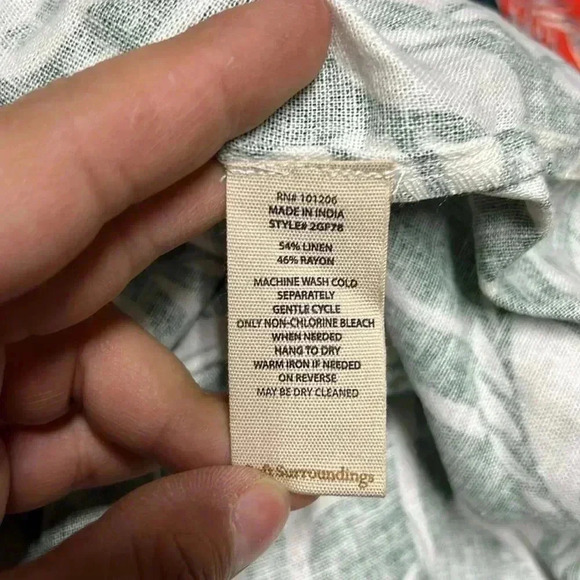 RN# 101206
MADE IN INDIA
STYLE# 2GF78
54% LINEN
46% RAYON
MACHINE WASH COLD
SEPARATELY
GENTLE CYCLE
ONLY NON-CHLORINE BLEACH
WHEN NEEDED
HANG TO DRY
WARM IRON IF NEEDED
ON REVERSE
MAY BE DRY CLEANED
Soft Surroundings